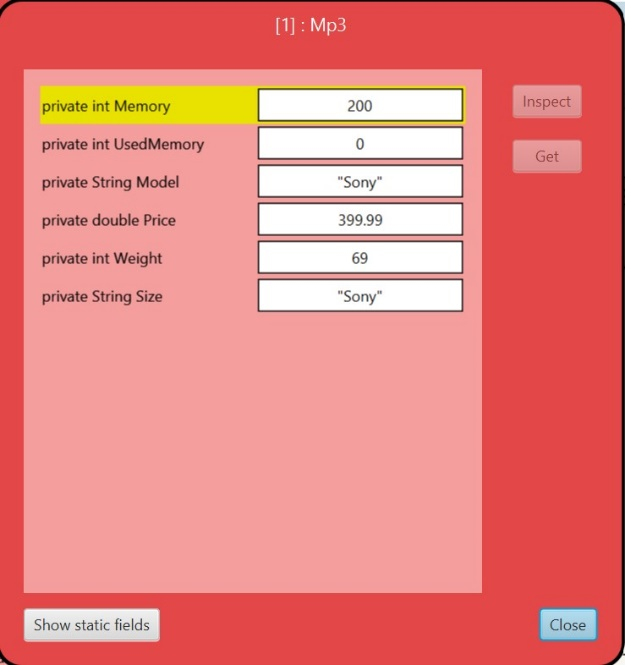 [1] : Mp3
private int Memory 200
private int UsedMemory 0
private String Model "Sony"
private double Price 399.99
private int Weight 69
private String Size "Sony"
Inspect
Get
Show static fields
Close